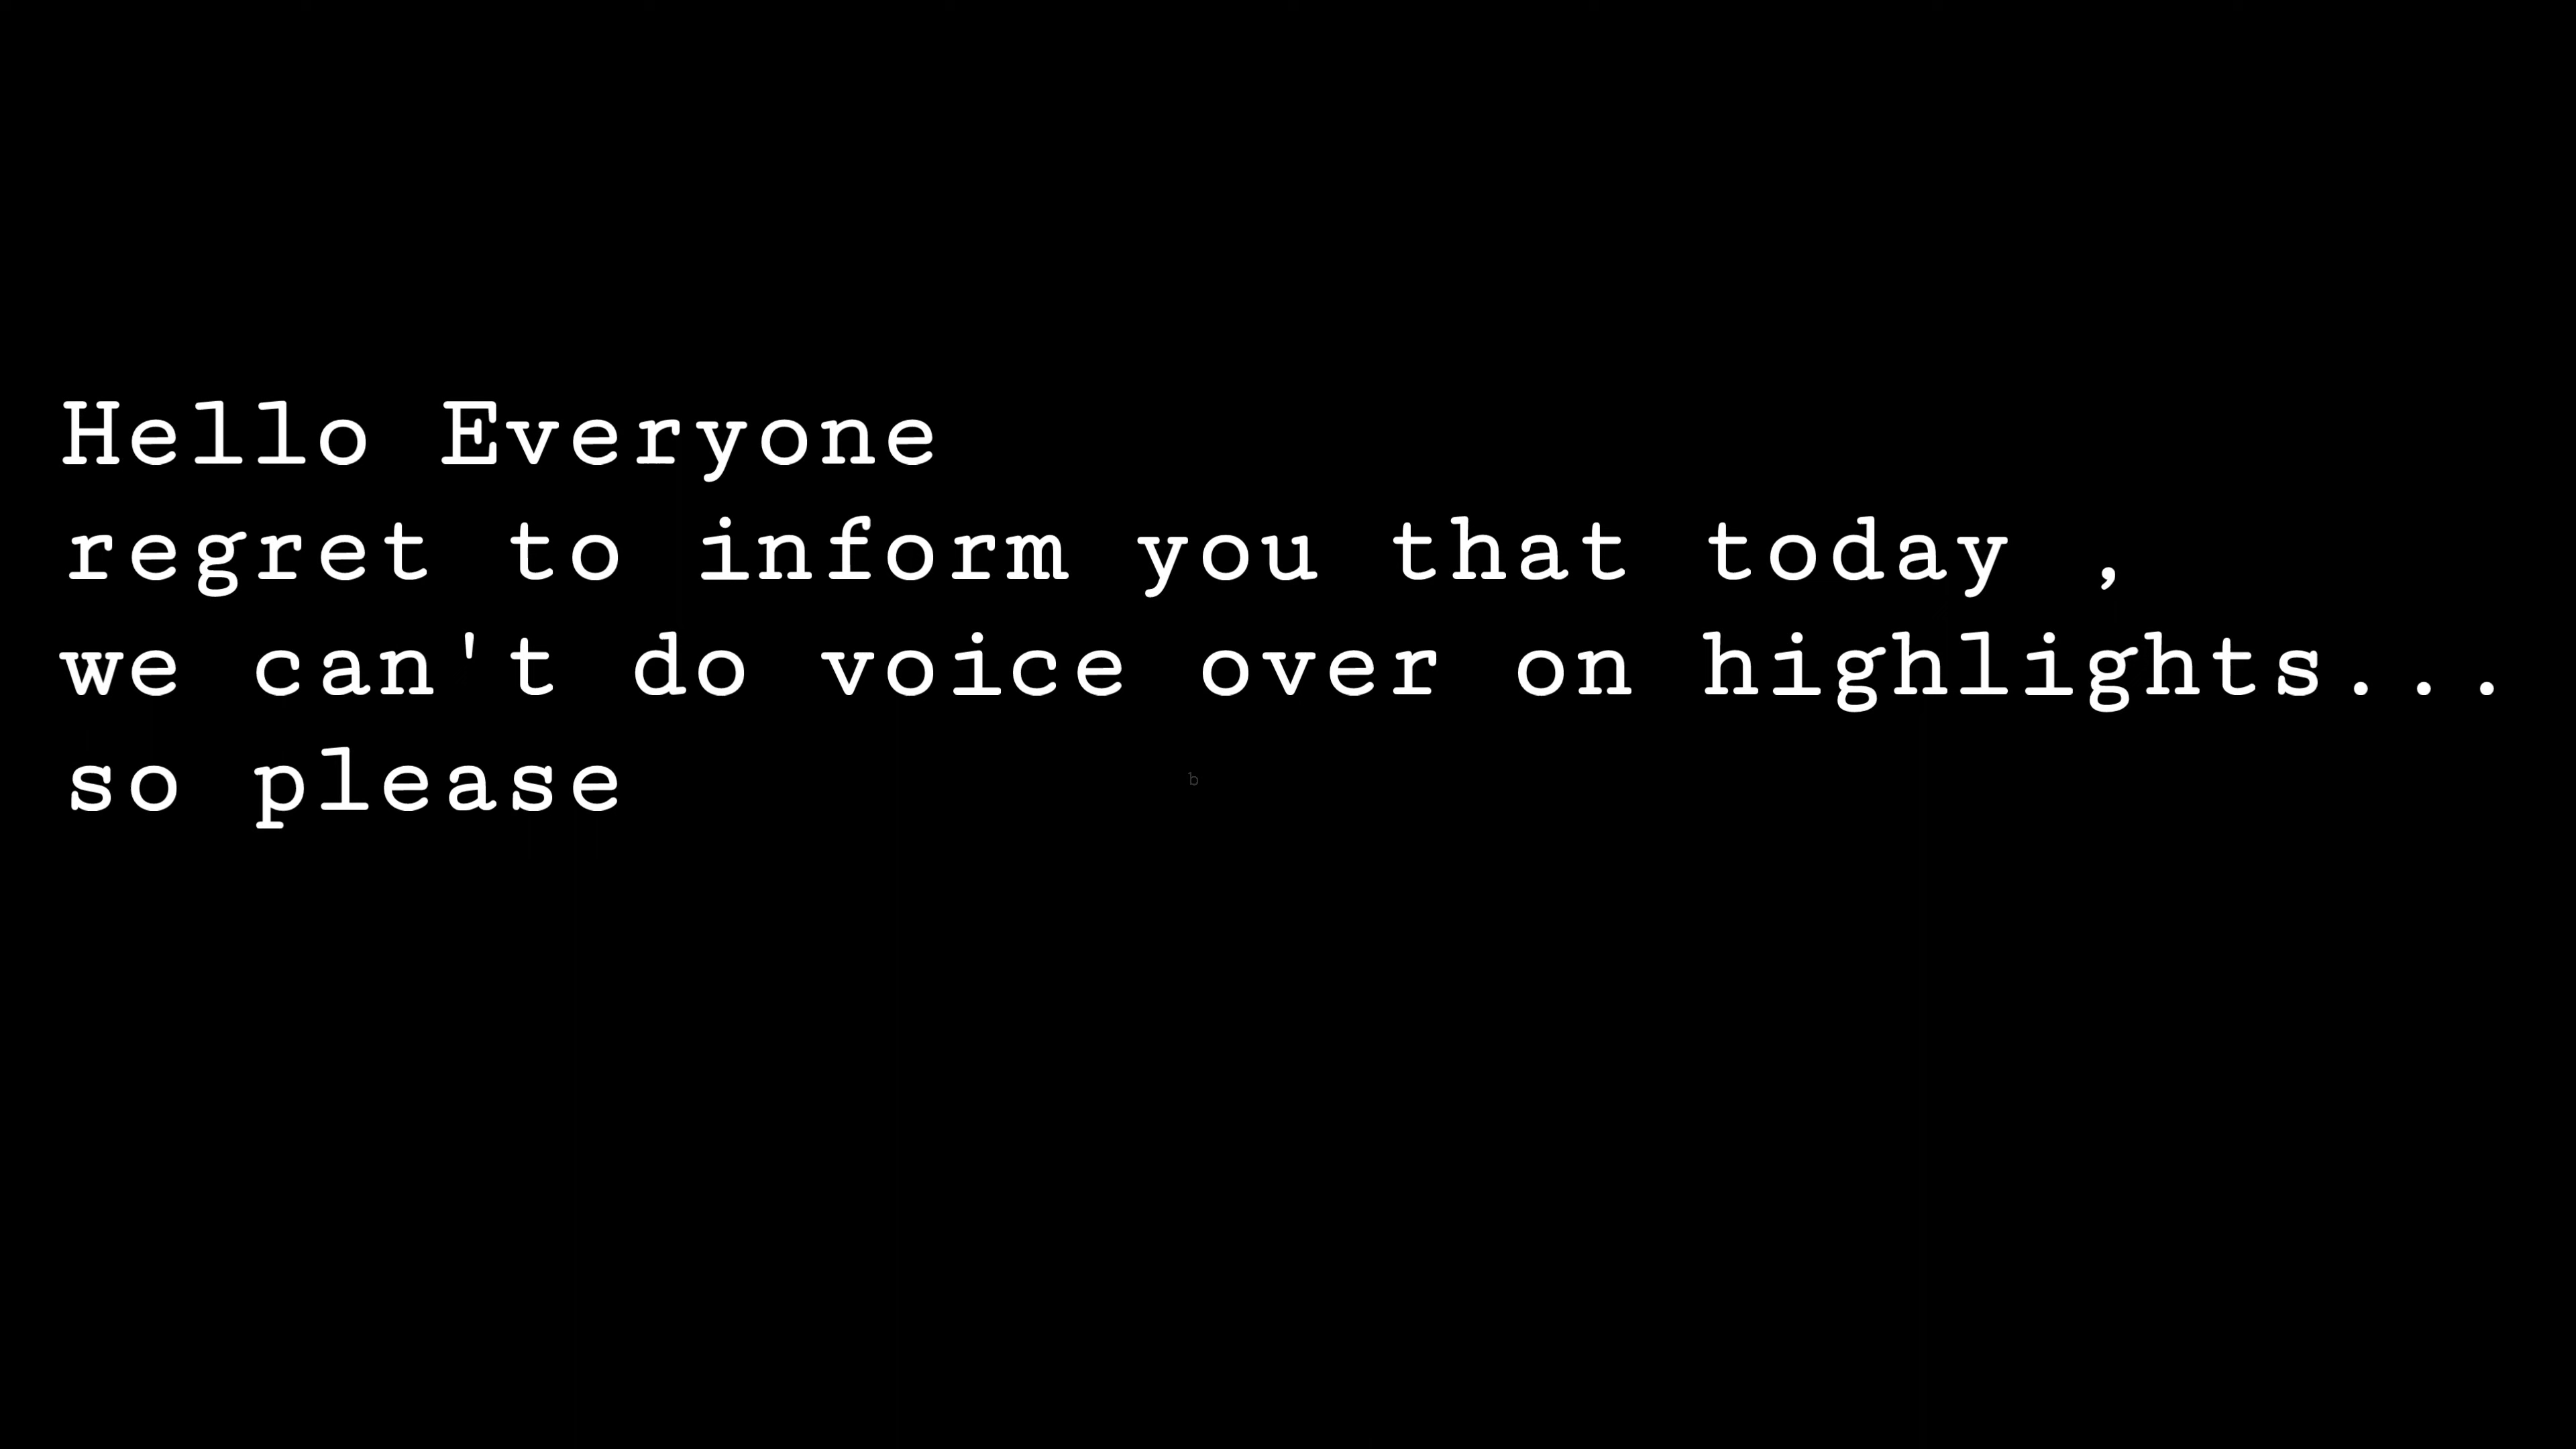 Hello Everyone
regret to inform you that today ,
we can't do voice over on highlights...
so please
b